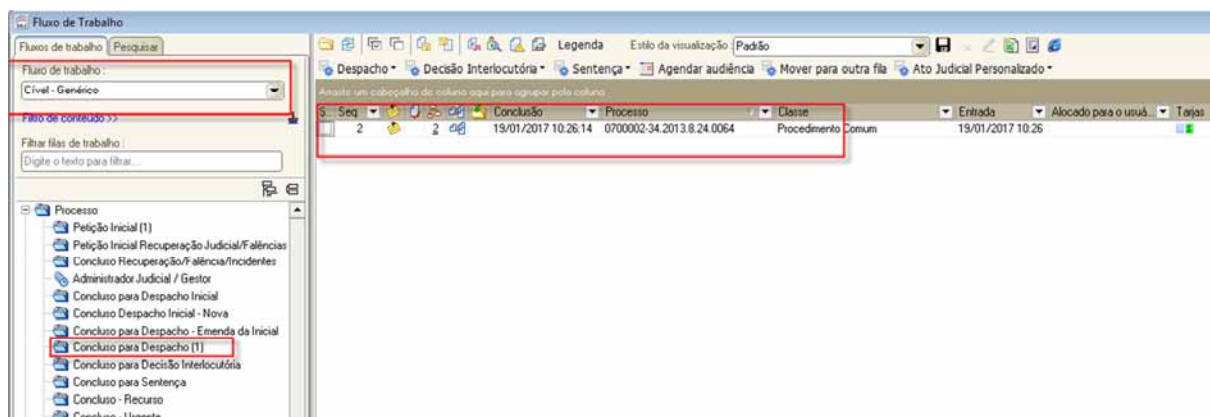 Fluxo de Trabalho
Fluxos de trabalho Pesquisar
Fluxo de trabalho :
Cível - Genérico
Filtro de conteúdo >>
Filtrar filas de trabalho :
Digite o texto para filtrar...
Processo
Petição Inicial (1)
Petição Inicial Recuperação Judicial/Falências
Concluso Recuperação/Falência/Incidentes
Administrador Judicial / Gestor
Concluso para Despacho Inicial
Concluso Despacho Inicial - Nova
Concluso para Despacho - Emenda da Inicial
Concluso para Despacho (1)
Concluso para Decisão Interlocutória
Concluso para Sentença
Concluso - Recurso
Concluso - Urgente
Legenda Estilo da visualização : Padrão
Despacho Decisão Interlocutória Sentença Agendar audiência Mover para outra fila Ato Judicial Personalizado
Arraste um cabeçalho de coluna aqui para agrupar pela coluna
S... Seq Conclusão Processo Classe Entrada Alocado para o usuá... Tarjas
2 2 19/01/2017 10:26:14 0700002-34.2013.8.24.0064 Procedimento Comum 19/01/2017 10:26